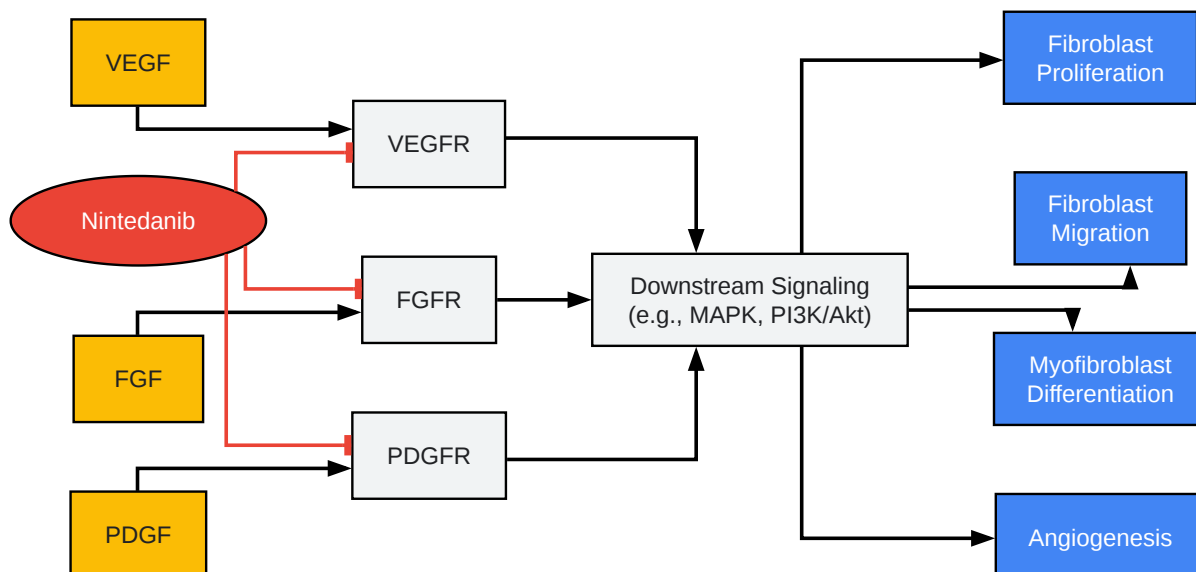 VEGF
VEGFR
Nintedanib
FGFR
FGF
PDGFR
PDGF
Downstream Signaling
(e.g., MAPK, PI3K/Akt)
Fibroblast
Proliferation
Fibroblast
Migration
Myofibroblast
Differentiation
Angiogenesis